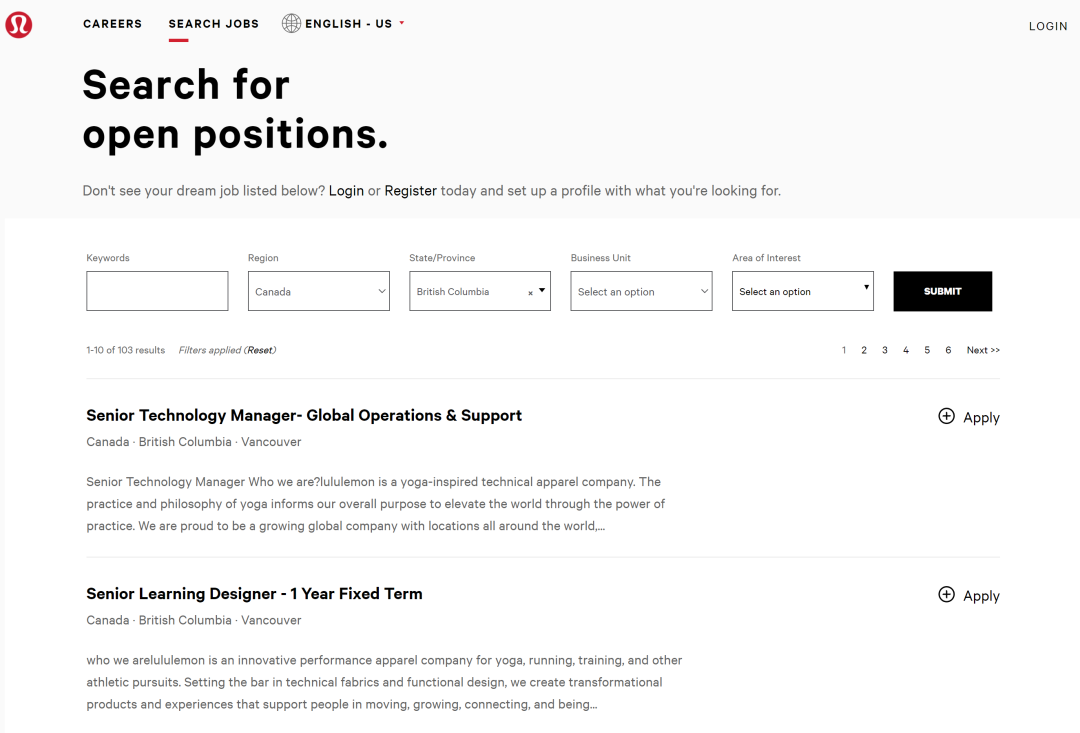 CAREERS SEARCH JOBS ENGLISH - US LOGIN
Search for
open positions.
Don't see your dream job listed below? Login or Register today and set up a profile with what you're looking for.
Keywords Region State/Province Business Unit Area of Interest
Canada British Columbia × Select an option Select an option SUBMIT
1-10 of 103 results Filters applied (Reset) 1 2 3 4 5 6 Next >>
Senior Technology Manager- Global Operations & Support Apply
Canada · British Columbia · Vancouver
Senior Technology Manager Who we are?lululemon is a yoga-inspired technical apparel company. The
practice and philosophy of yoga informs our overall purpose to elevate the world through the power of
practice. We are proud to be a growing global company with locations all around the world,...
Senior Learning Designer - 1 Year Fixed Term Apply
Canada · British Columbia · Vancouver
who we arelululemon is an innovative performance apparel company for yoga, running, training, and other
athletic pursuits. Setting the bar in technical fabrics and functional design, we create transformational
products and experiences that support people in moving, growing, connecting, and being...